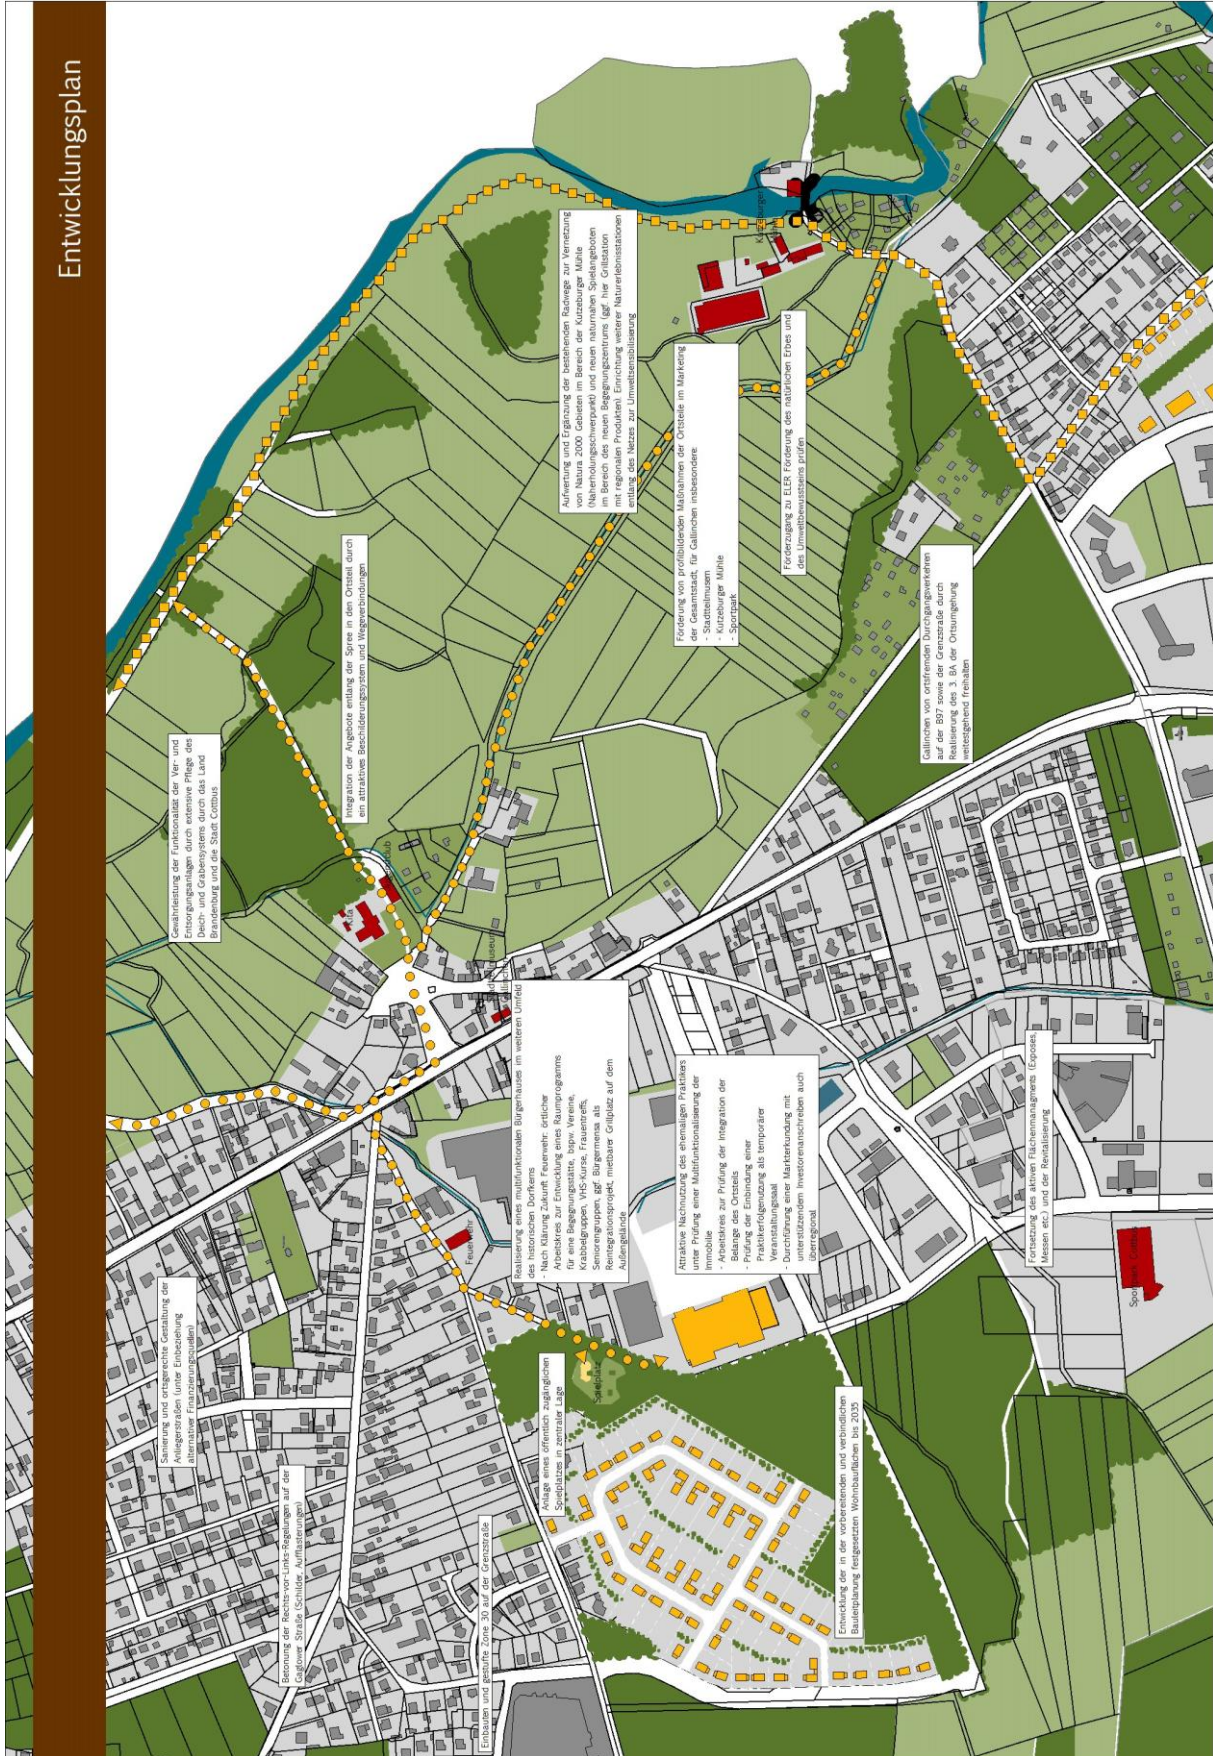 Entwicklungsplan
Sanierung und ortsgerechte Gestaltung der
Anliegerstraßen (unter Einbeziehung
alternativer Finanzierungsquellen)
Betonung der Rechts-vor-Links-Regelungen auf der
Gaglower Straße (Schilder, Aufflasterungen)
Einbauten und gestufte Zone 30 auf der Grenzstraße
Gewährleistung der Funktionalität der Ver- und
Entsorgungsanlagen durch extensive Pflege des
Deich- und Grabensystems durch das Land
Brandenburg und die Stadt Cottbus
Integration der Angebote entlang der Spree in den Ortsteil durch
ein attraktives Beschilderungssystem und Wegeverbindungen
Aufwertung und Ergänzung der bestehenden Radwege zur Vernetzung
von Natura 2000 Gebieten im Bereich der Kutzeburger Mühle
(Naherholungsschwerpunkt) und neuen naturnahen Spielangeboten
im Bereich des neuen Begegnungszentrums (ggf. hier Grillstation
mit regionalen Produkten). Einrichtung weiterer Naturerlebnisstationen
entlang des Netzes zur Umweltsensibilisierung
Kutzeburger
Mühle
Kita
Feuerwehr
Realisierung eines multifunktionalen Bürgerhauses im weiteren Umfeld
des historischen Dorfkerns
- Nach Klärung Zukunft Feuerwehr: örtlicher
Arbeitskreis zur Entwicklung eines Raumprogramms
für eine Begegnungsstätte, bspw. Vereine,
Krabbelgruppen, VHS-Kurse, Frauentreffs,
Seniorengruppen, ggf. Bürgermensa als
Reintegrationsprojekt, mietbarer Grillplatz auf dem
Außengelände
Förderung von profilbildenden Maßnahmen der Ortsteile im Marketing
der Gesamtstadt, für Gallinchen insbesondere:
- Stadtteilmusem
- Kutzeburger Mühle
- Sportpark
Förderzugang zu ELER Förderung des natürlichen Erbes und
des Umweltbewusstseins prüfen
Spielplatz
Anlage eines öffentlich zugänglichen
Spielplatzes in zentraler Lage
Attraktive Nachnutzung des ehemaligen Praktikers
unter Prüfung einer Multifunktionalisierung der
Immobilie
- Arbeitskreis zur Prüfung der Integration der
Belange des Ortsteils
- Prüfung der Einbindung einer
Praktikerfolgenutzung als temporärer
Veranstaltungssaal
- Durchführung einer Markterkundung mit
unterstützendem Investorenanschreiben auch
überregional
Gallinchen von ortsfremden Durchgangsverkehren
auf der B97 sowie der Grenzstraße durch
Realisierung des 3. BA der Ortsumgehung
weitestgehend freihalten
Entwicklung der in der vorbereitenden und verbindlichen
Bauleitplanung festgesetzten Wohnbauflächen bis 2035
Fortsetzung des aktiven Flächenmanagments (Exposes,
Messen etc.) und der Revitalisierung
Sportpark Cottbus